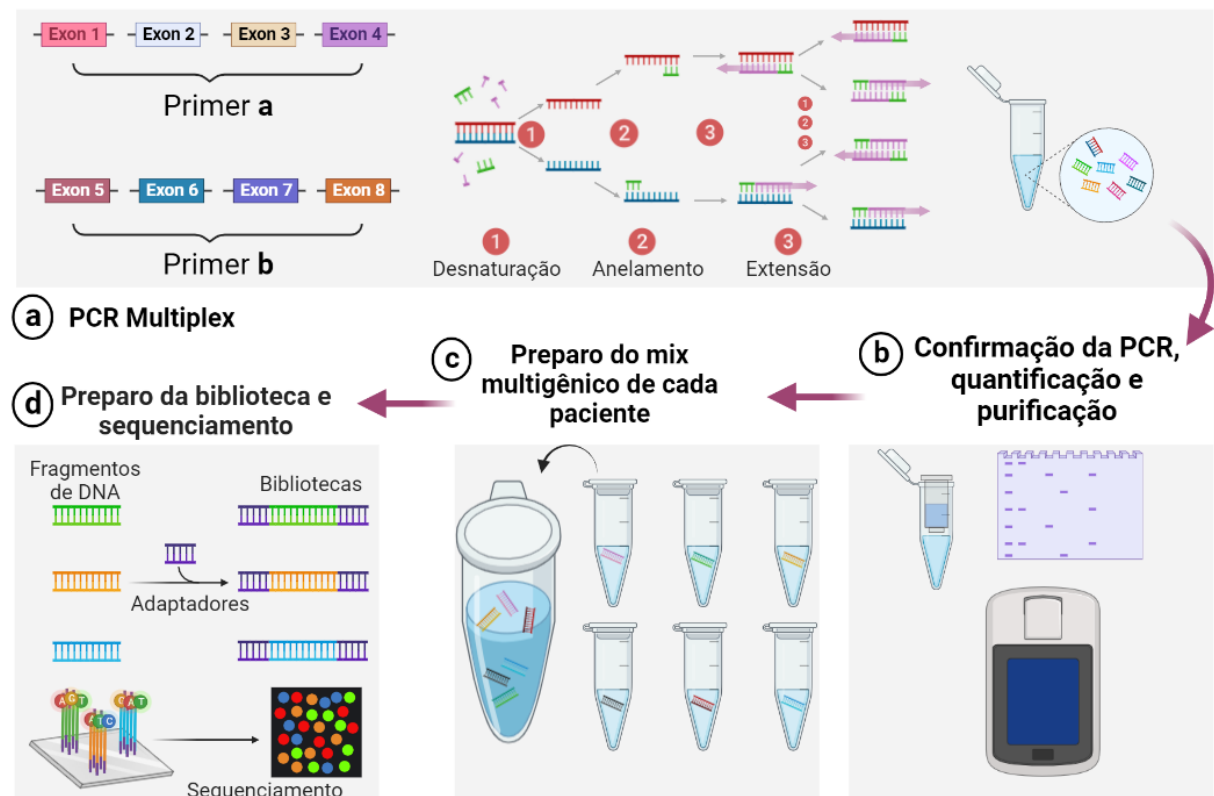 Exon 1 Exon 2 Exon 3 Exon 4
Primer a
Exon 5 Exon 6 Exon 7 Exon 8
Primer b
1 2 3
1
2
3
1 2 3
Desnaturação Anelamento Extensão
a PCR Multiplex
b Confirmação da PCR,
quantificação e
purificação
c Preparo do mix
multigênico de cada
paciente
d Preparo da biblioteca e
sequenciamento
Fragmentos
de DNA
Bibliotecas
Adaptadores
A G T
A T C
G A T
Sequenciamento